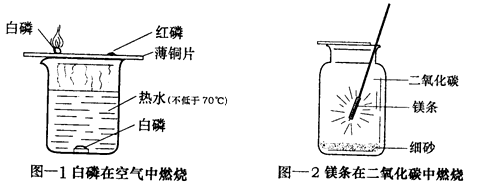 白磷
红磷
薄铜片
热水(不低于70℃)
白磷
图—1 白磷在空气中燃烧
二氧化碳
镁条
细砂
图—2 镁条在二氧化碳中燃烧